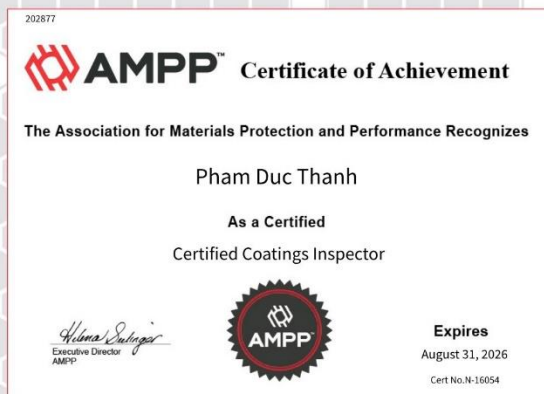 202877
AMPP™ Certificate of Achievement
The Association for Materials Protection and Performance Recognizes
Pham Duc Thanh
As a Certified
Certified Coatings Inspector
Executive Director
AMPP
AMPP
Expires
August 31, 2026
Cert No.N-16054